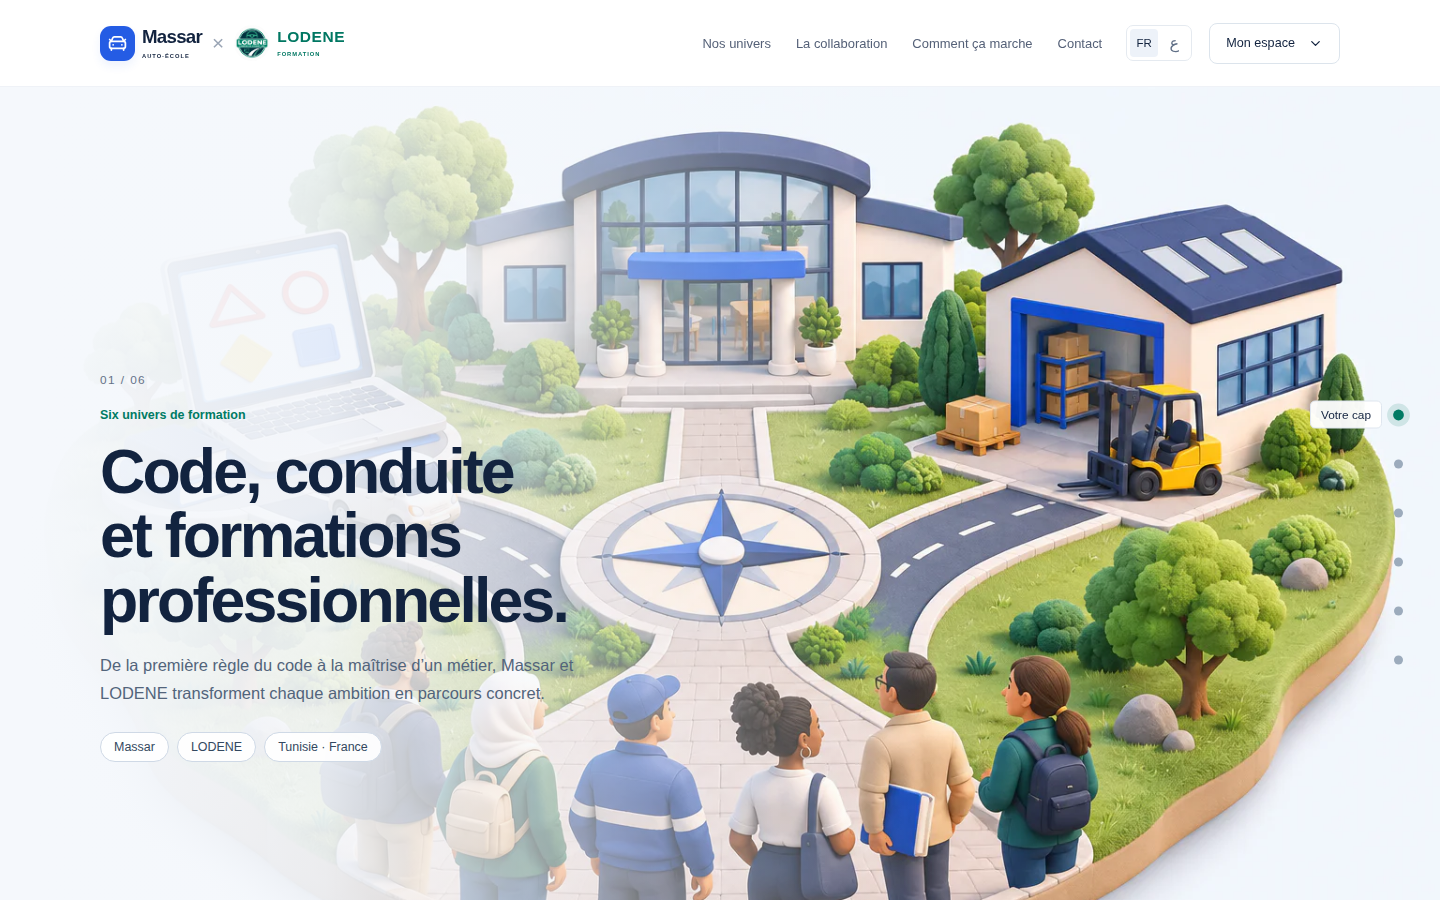 Massar
AUTO-ÉCOLE
×
LODENE
LODENE
FORMATION
Nos univers
La collaboration
Comment ça marche
Contact
FR
ع
Mon espace
01 / 06
Six univers de formation
Code, conduite
et formations
professionnelles.
De la première règle du code à la maîtrise d’un métier, Massar et
LODENE transforment chaque ambition en parcours concret.
Massar
LODENE
Tunisie · France
Votre cap